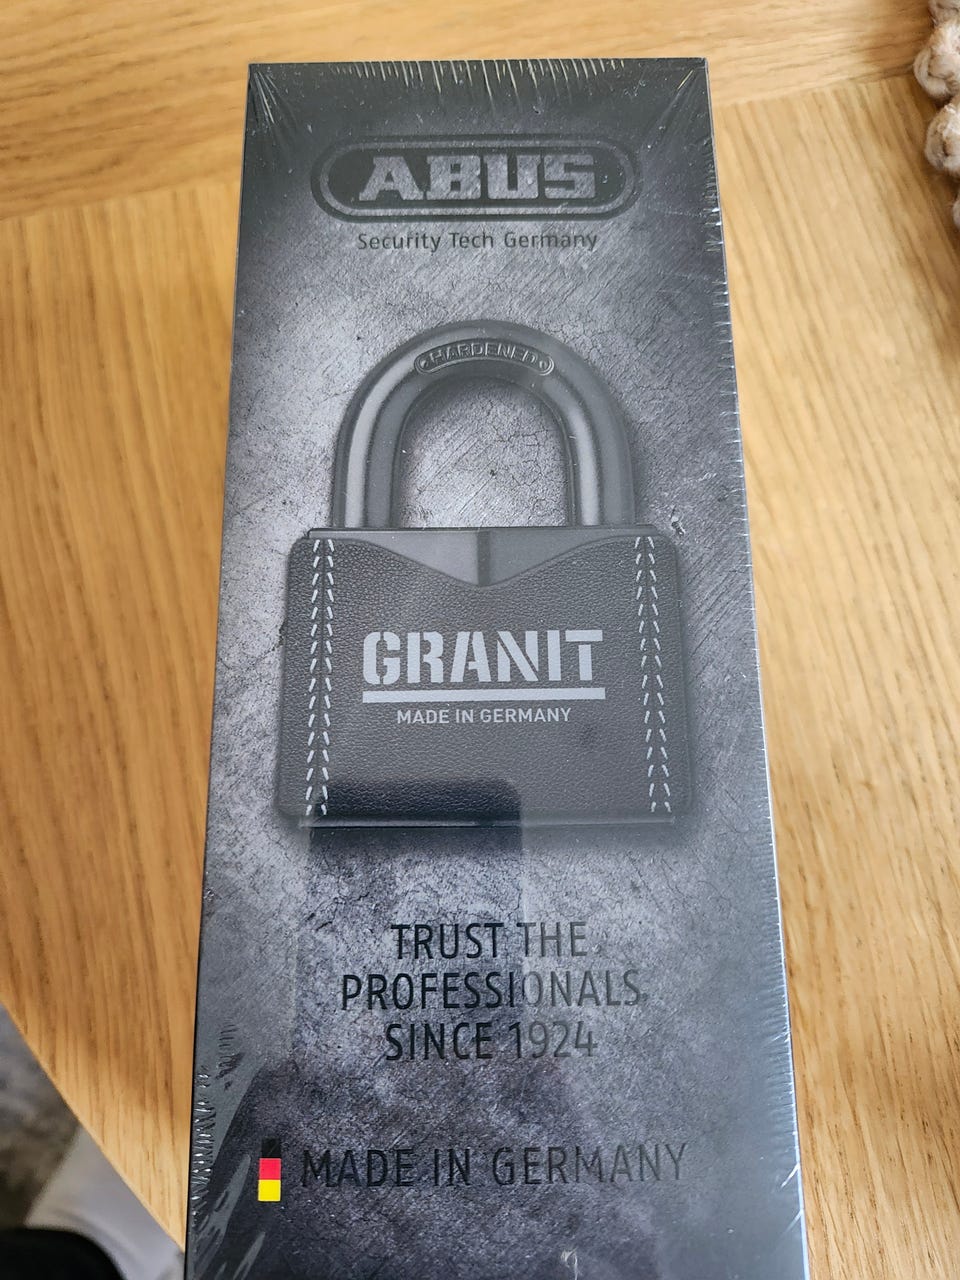 ABUS
Security Tech Germany
HARDENED
GRANIT
MADE IN GERMANY
TRUST THE
PROFESSIONALS
SINCE 1924
MADE IN GERMANY